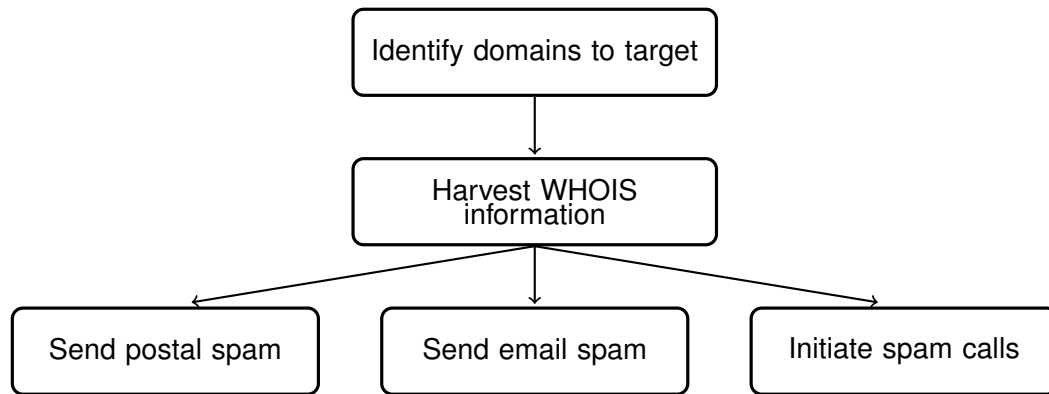 Identify domains to target
Harvest WHOIS
information
Send postal spam
Send email spam
Initiate spam calls